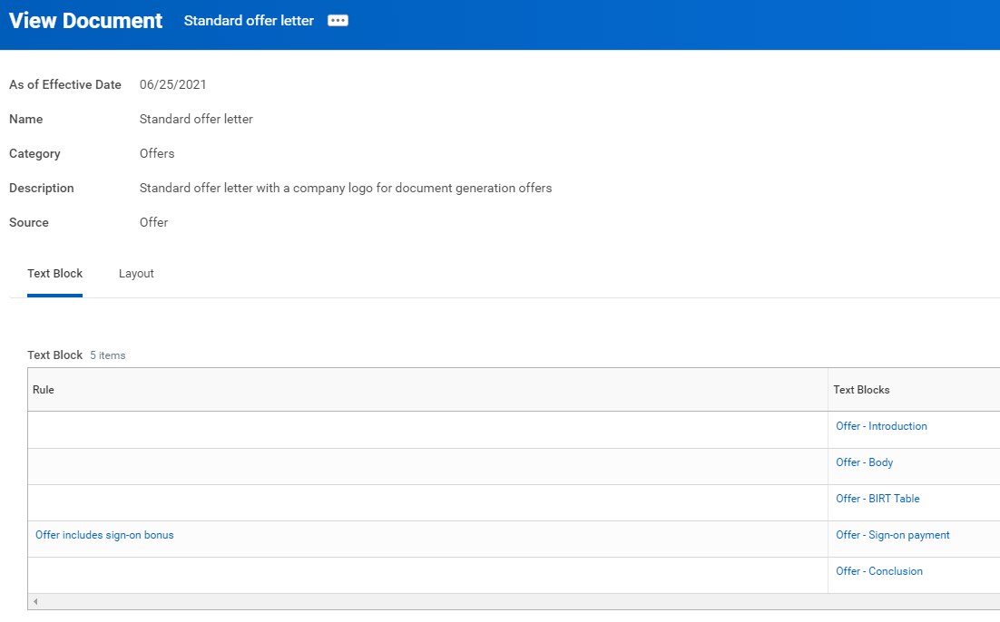 View Document Standard offer letter
As of Effective Date 06/25/2021
Name Standard offer letter
Category Offers
Description Standard offer letter with a company logo for document generation offers
Source Offer
Text Block Layout
Text Block 5 items
Rule Text Blocks
Offer - Introduction
Offer - Body
Offer - BIRT Table
Offer includes sign-on bonus Offer - Sign-on payment
Offer - Conclusion